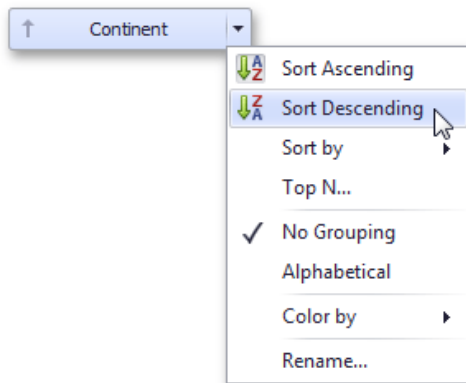 Continent
Sort Ascending
Sort Descending
Sort by
Top N...
No Grouping
Alphabetical
Color by
Rename...